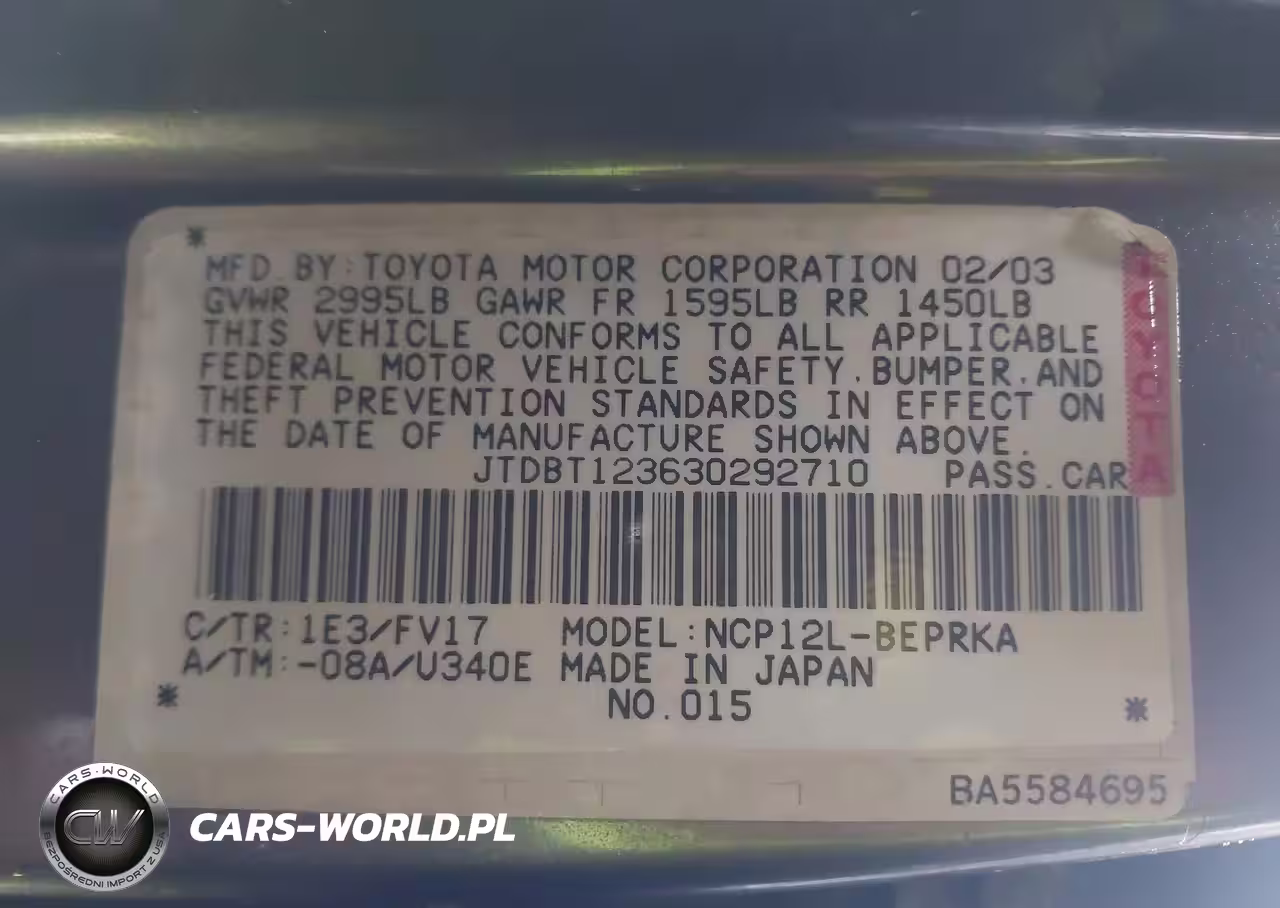 MFD.BY:TOYOTA MOTOR CORPORATION 02/03
GVWR 2995LB GAWR FR 1595LB RR 1450LB
THIS VEHICLE CONFORMS TO ALL APPLICABLE
FEDERAL MOTOR VEHICLE SAFETY.BUMPER.AND
THEFT PREVENTION STANDARDS IN EFFECT ON
THE DATE OF MANUFACTURE SHOWN ABOVE.
JTDBT123630292710 PASS.CAR
TOYOTA
C/TR:1E3/FV17 MODEL:NCP12L-BEPRKA
A/TM:-08A/U340E MADE IN JAPAN
NO.015
BA5584695
CARS-WORLD
CW
BEZPOŚREDNI IMPORT Z USA
CARS-WORLD.PL